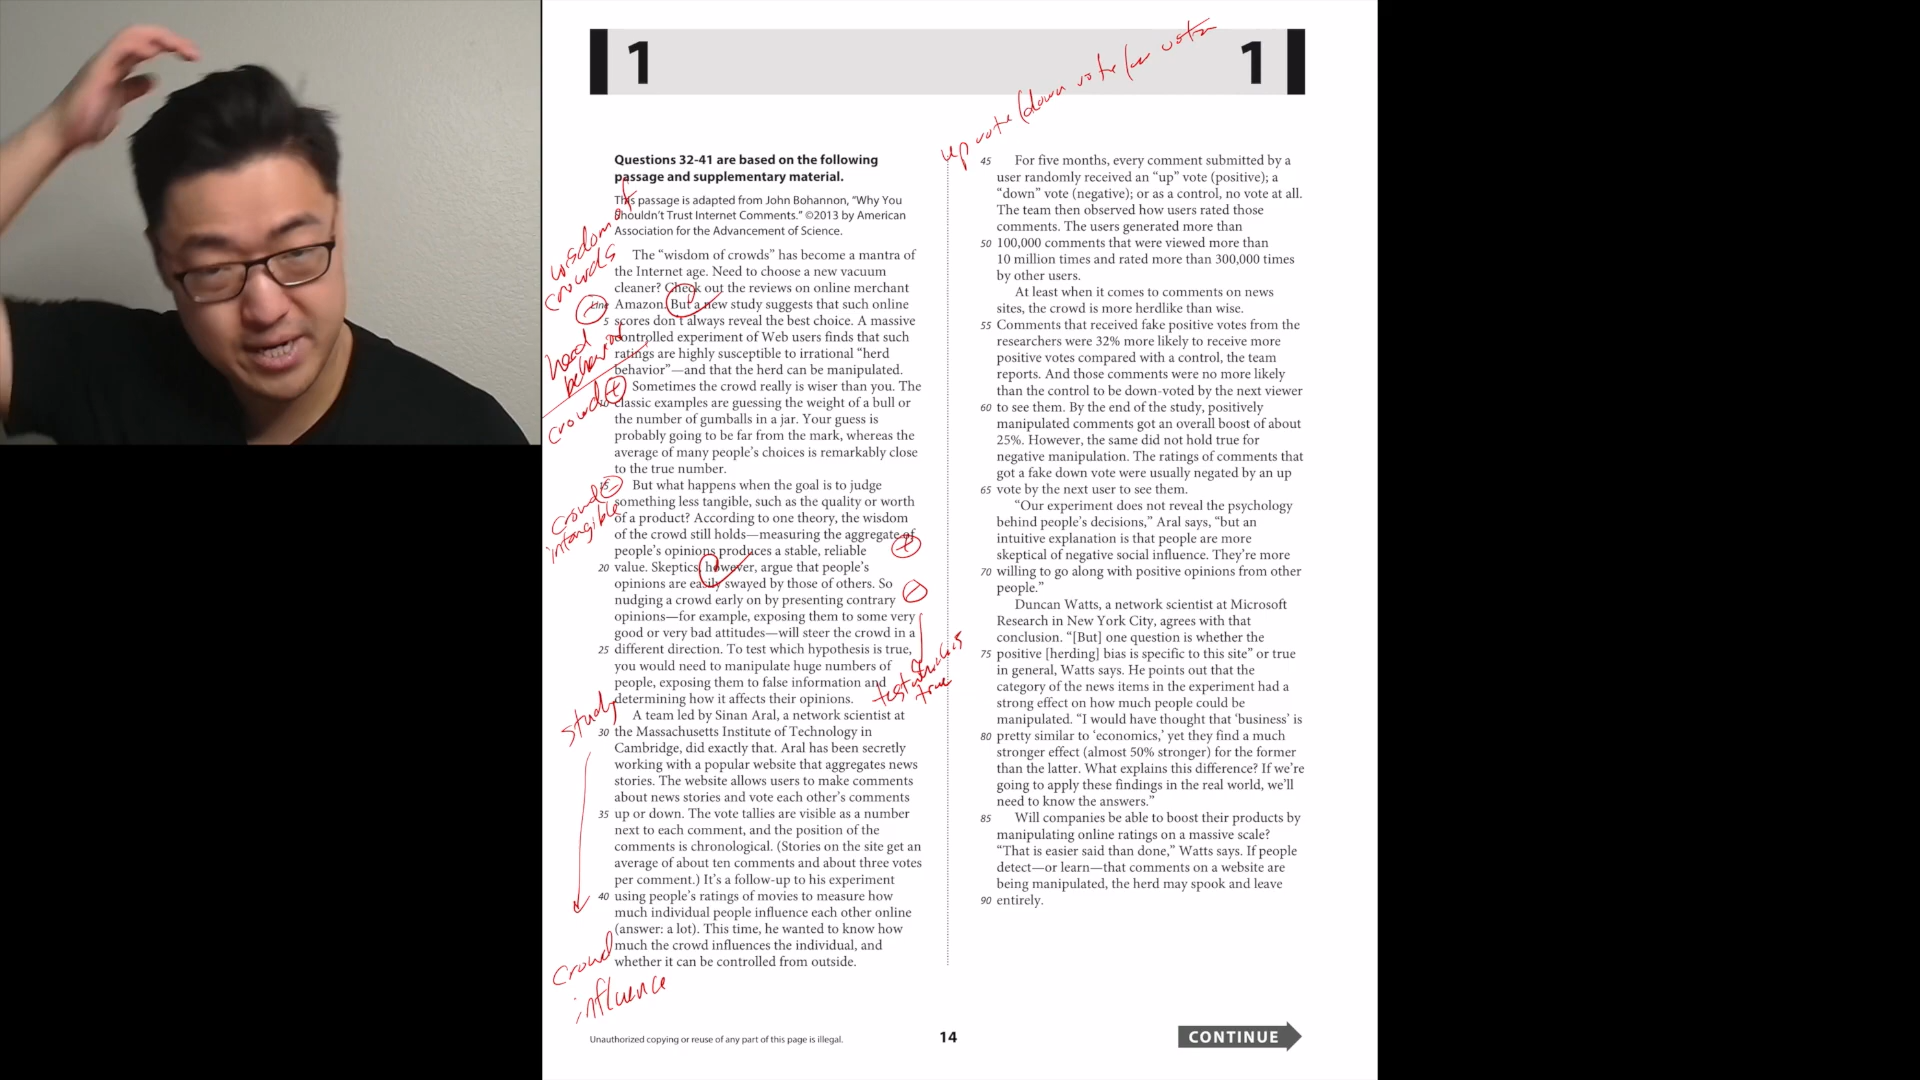 1
1
up vote / down vote / no vote
Questions 32-41 are based on the following
passage and supplementary material.
This passage is adapted from John Bohannon, “Why You
Shouldn’t Trust Internet Comments.” ©2013 by American
Association for the Advancement of Science.
wisdom of
crowds
The “wisdom of crowds” has become a mantra of
the Internet age. Need to choose a new vacuum
cleaner? Check out the reviews on online merchant
Line Amazon. But a new study suggests that such online
5 scores don’t always reveal the best choice. A massive
controlled experiment of Web users finds that such
ratings are highly susceptible to irrational “herd
behavior”—and that the herd can be manipulated.
herd
behavior
crowd +
Sometimes the crowd really is wiser than you. The
10 classic examples are guessing the weight of a bull or
the number of gumballs in a jar. Your guess is
probably going to be far from the mark, whereas the
average of many people’s choices is remarkably close
to the true number.
crowd –
intangible
15 But what happens when the goal is to judge
something less tangible, such as the quality or worth
of a product? According to one theory, the wisdom
of the crowd still holds—measuring the aggregate of
people’s opinions produces a stable, reliable
20 value. Skeptics, however, argue that people’s
opinions are easily swayed by those of others. So
nudging a crowd early on by presenting contrary
opinions—for example, exposing them to some very
good or very bad attitudes—will steer the crowd in a
25 different direction. To test which hypothesis is true,
you would need to manipulate huge numbers of
people, exposing them to false information and
determining how it affects their opinions.
+
–
test which is
true
study
A team led by Sinan Aral, a network scientist at
30 the Massachusetts Institute of Technology in
Cambridge, did exactly that. Aral has been secretly
working with a popular website that aggregates news
stories. The website allows users to make comments
about news stories and vote each other’s comments
35 up or down. The vote tallies are visible as a number
next to each comment, and the position of the
comments is chronological. (Stories on the site get an
average of about ten comments and about three votes
per comment.) It’s a follow-up to his experiment
40 using people’s ratings of movies to measure how
much individual people influence each other online
(answer: a lot). This time, he wanted to know how
much the crowd influences the individual, and
whether it can be controlled from outside.
crowd
influence
45 For five months, every comment submitted by a
user randomly received an “up” vote (positive); a
“down” vote (negative); or as a control, no vote at all.
The team then observed how users rated those
comments. The users generated more than
50 100,000 comments that were viewed more than
10 million times and rated more than 300,000 times
by other users.
At least when it comes to comments on news
sites, the crowd is more herdlike than wise.
55 Comments that received fake positive votes from the
researchers were 32% more likely to receive more
positive votes compared with a control, the team
reports. And those comments were no more likely
than the control to be down-voted by the next viewer
60 to see them. By the end of the study, positively
manipulated comments got an overall boost of about
25%. However, the same did not hold true for
negative manipulation. The ratings of comments that
got a fake down vote were usually negated by an up
65 vote by the next user to see them.
“Our experiment does not reveal the psychology
behind people’s decisions,” Aral says, “but an
intuitive explanation is that people are more
skeptical of negative social influence. They’re more
70 willing to go along with positive opinions from other
people.”
Duncan Watts, a network scientist at Microsoft
Research in New York City, agrees with that
conclusion. “[But] one question is whether the
75 positive [herding] bias is specific to this site” or true
in general, Watts says. He points out that the
category of the news items in the experiment had a
strong effect on how much people could be
manipulated. “I would have thought that ‘business’ is
80 pretty similar to ‘economics,’ yet they find a much
stronger effect (almost 50% stronger) for the former
than the latter. What explains this difference? If we’re
going to apply these findings in the real world, we’ll
need to know the answers.”
85 Will companies be able to boost their products by
manipulating online ratings on a massive scale?
“That is easier said than done,” Watts says. If people
detect—or learn—that comments on a website are
being manipulated, the herd may spook and leave
90 entirely.
Unauthorized copying or reuse of any part of this page is illegal.
14
CONTINUE